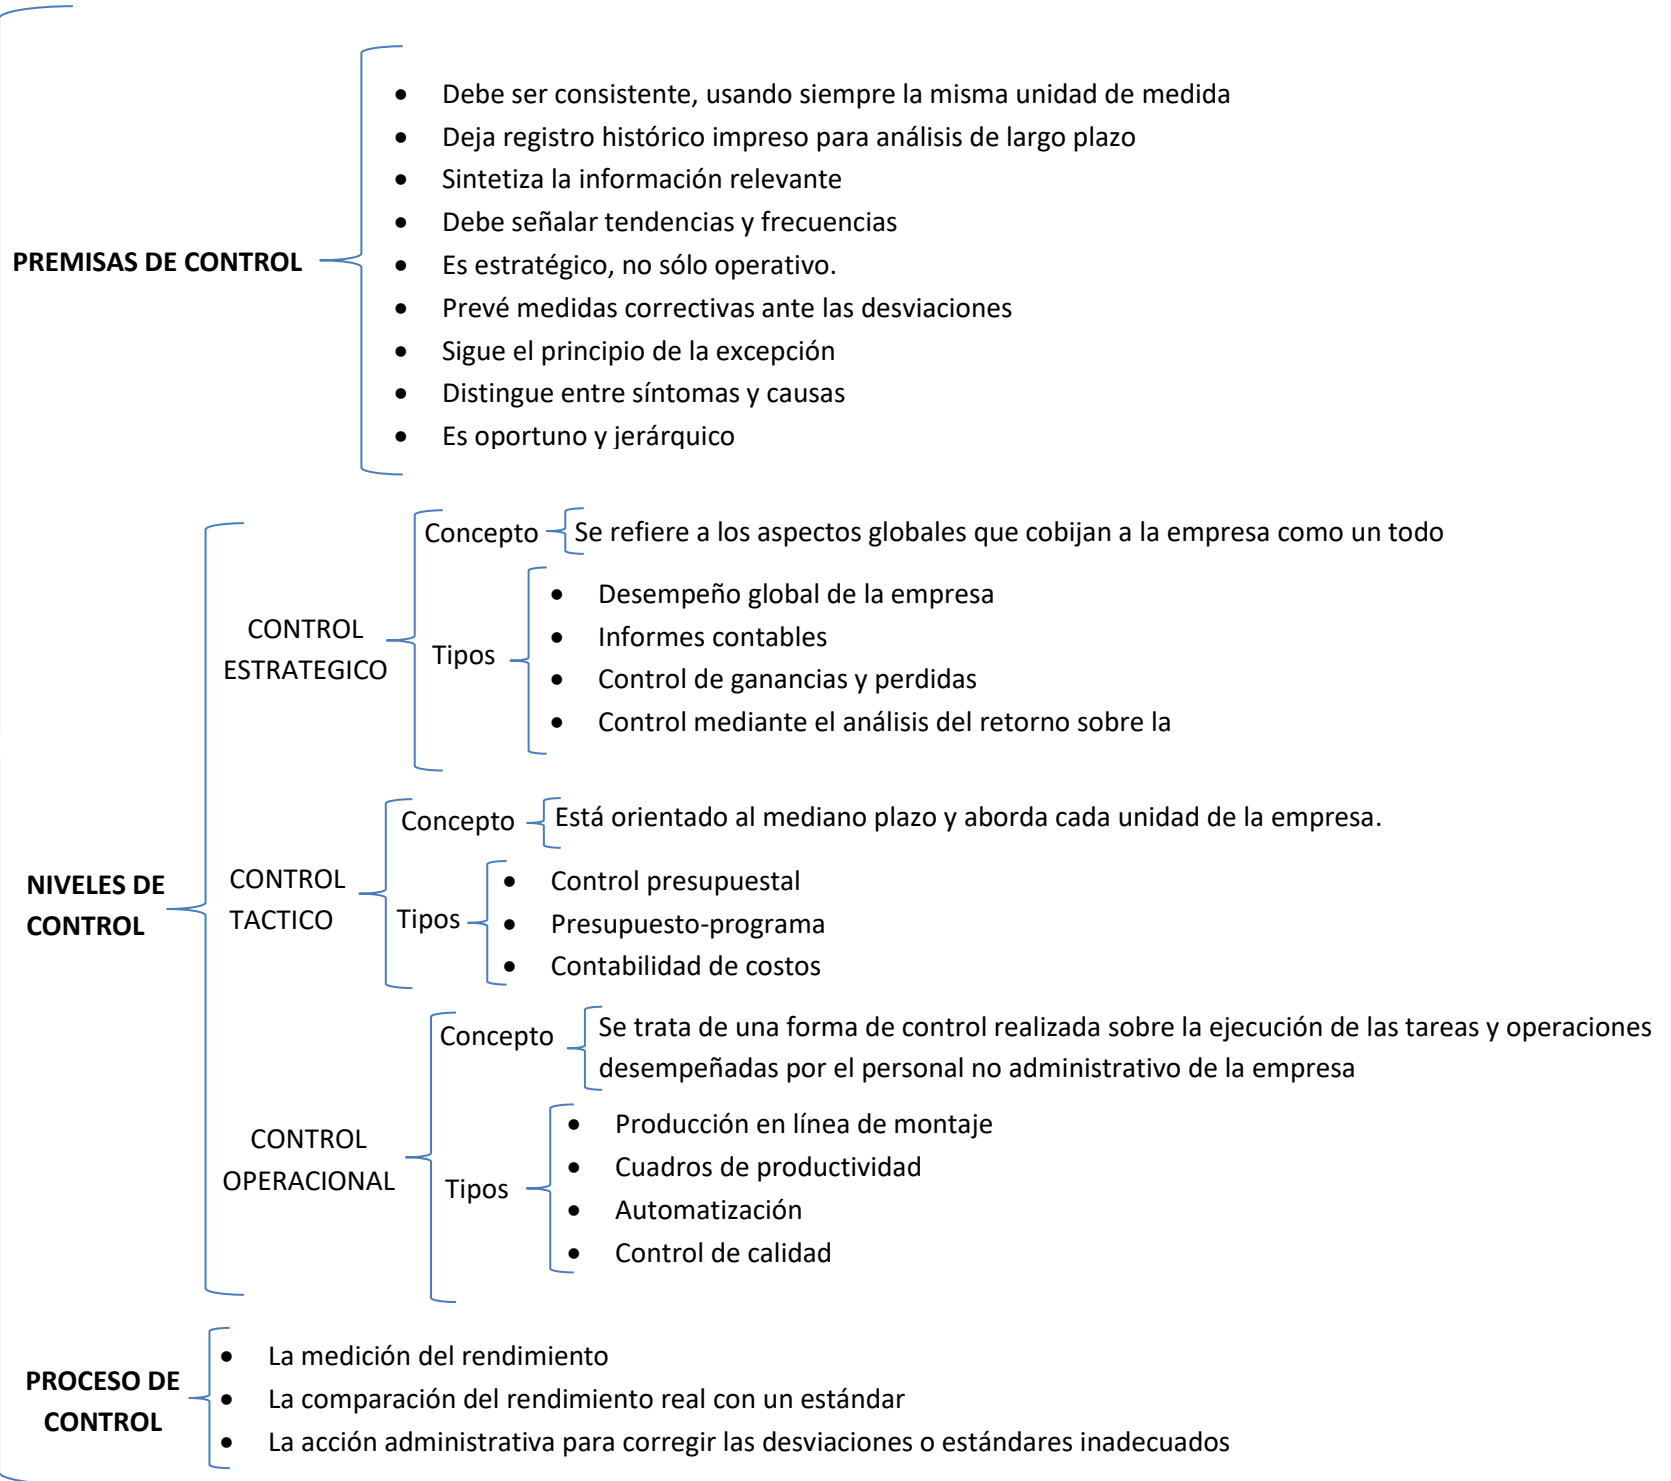 PREMISAS DE CONTROL
• Debe ser consistente, usando siempre la misma unidad de medida
• Deja registro histórico impreso para análisis de largo plazo
• Sintetiza la información relevante
• Debe señalar tendencias y frecuencias
• Es estratégico, no sólo operativo.
• Prevé medidas correctivas ante las desviaciones
• Sigue el principio de la excepción
• Distingue entre síntomas y causas
• Es oportuno y jerárquico
NIVELES DE
CONTROL
CONTROL
ESTRATEGICO
Concepto
Se refiere a los aspectos globales que cobijan a la empresa como un todo
Tipos
• Desempeño global de la empresa
• Informes contables
• Control de ganancias y perdidas
• Control mediante el análisis del retorno sobre la
CONTROL
TACTICO
Concepto
Está orientado al mediano plazo y aborda cada unidad de la empresa.
Tipos
• Control presupuestal
• Presupuesto-programa
• Contabilidad de costos
CONTROL
OPERACIONAL
Concepto
Se trata de una forma de control realizada sobre la ejecución de las tareas y operaciones
desempeñadas por el personal no administrativo de la empresa
Tipos
• Producción en línea de montaje
• Cuadros de productividad
• Automatización
• Control de calidad
PROCESO DE
CONTROL
• La medición del rendimiento
• La comparación del rendimiento real con un estándar
• La acción administrativa para corregir las desviaciones o estándares inadecuados